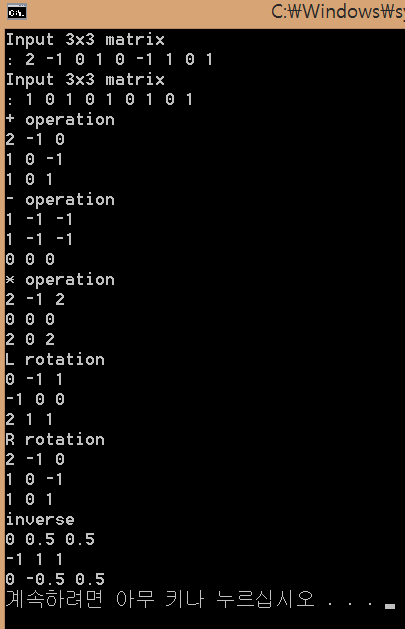 C:\Windows\sy
Input 3x3 matrix
: 2 -1 0 1 0 -1 1 0 1
Input 3x3 matrix
: 1 0 1 0 1 0 1 0 1
+ operation
2 -1 0
1 0 -1
1 0 1
- operation
1 -1 -1
1 -1 -1
0 0 0
* operation
2 -1 2
0 0 0
2 0 2
L rotation
0 -1 1
-1 0 0
2 1 1
R rotation
2 -1 0
1 0 -1
1 0 1
inverse
0 0.5 0.5
-1 1 1
0 -0.5 0.5
계속하려면 아무 키나 누르십시오 . . .